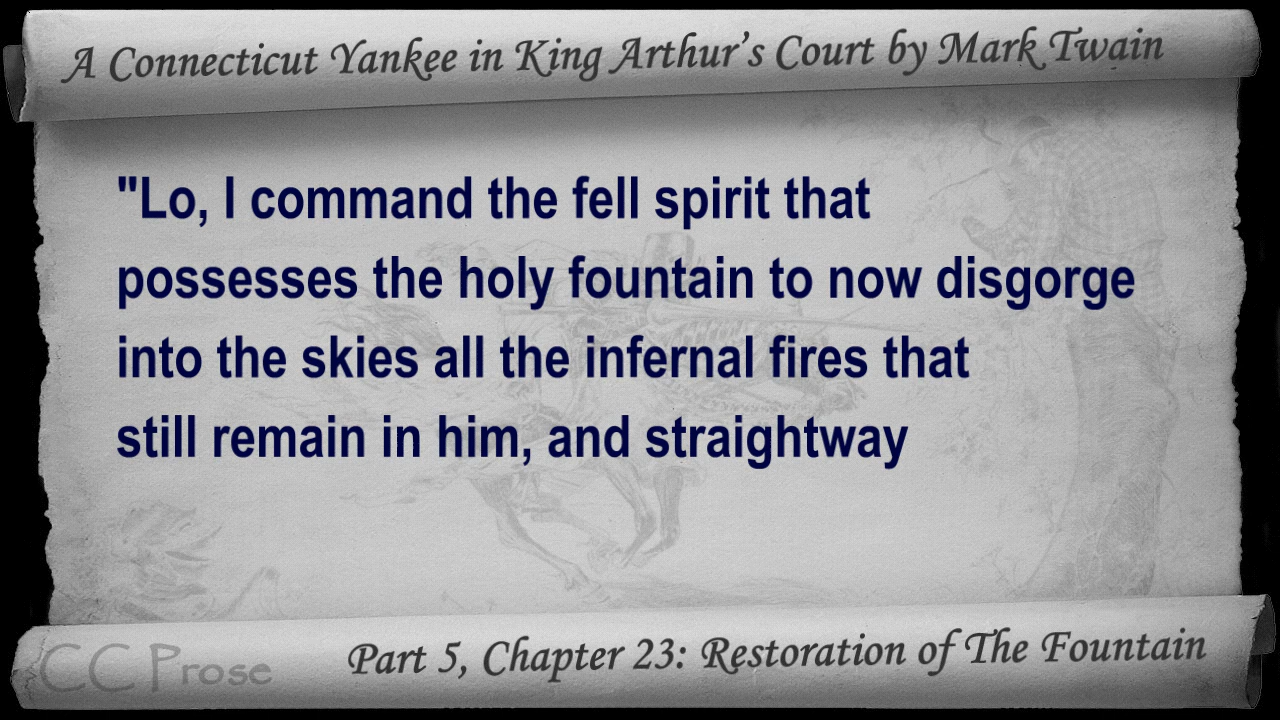 A Connecticut Yankee in King Arthur's Court by Mark Twain
"Lo, I command the fell spirit that
possesses the holy fountain to now disgorge
into the skies all the infernal fires that
still remain in him, and straightway
CC Prose
Part 5, Chapter 23: Restoration of The Fountain